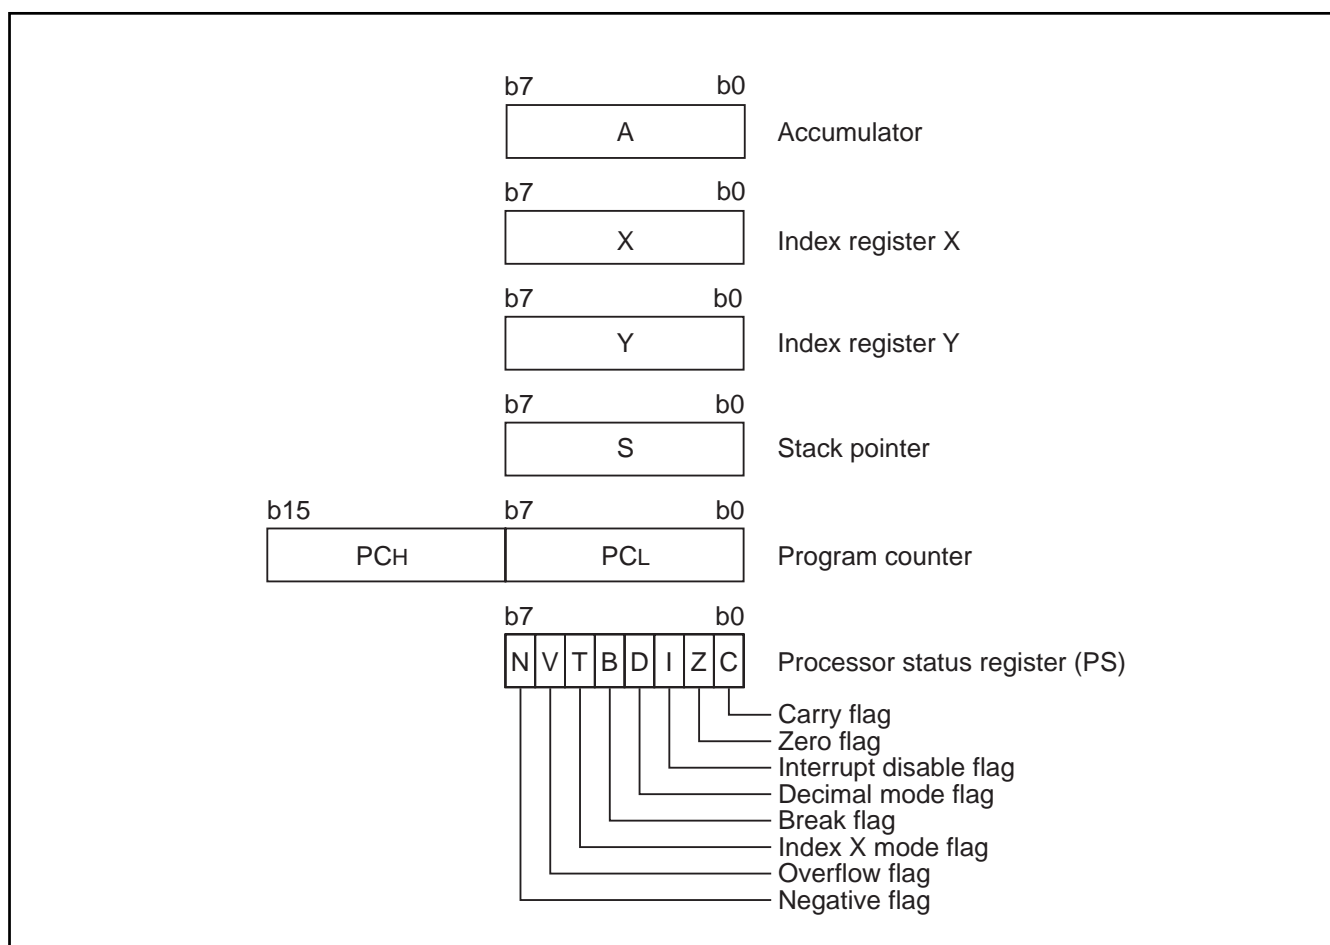 b7 b0
A Accumulator
b7 b0
X Index register X
b7 b0
Y Index register Y
b7 b0
S Stack pointer
b15 b7 b0
PCH PCL Program counter
b7 b0
N V T B D I Z C Processor status register (PS)
Carry flag
Zero flag
Interrupt disable flag
Decimal mode flag
Break flag
Index X mode flag
Overflow flag
Negative flag